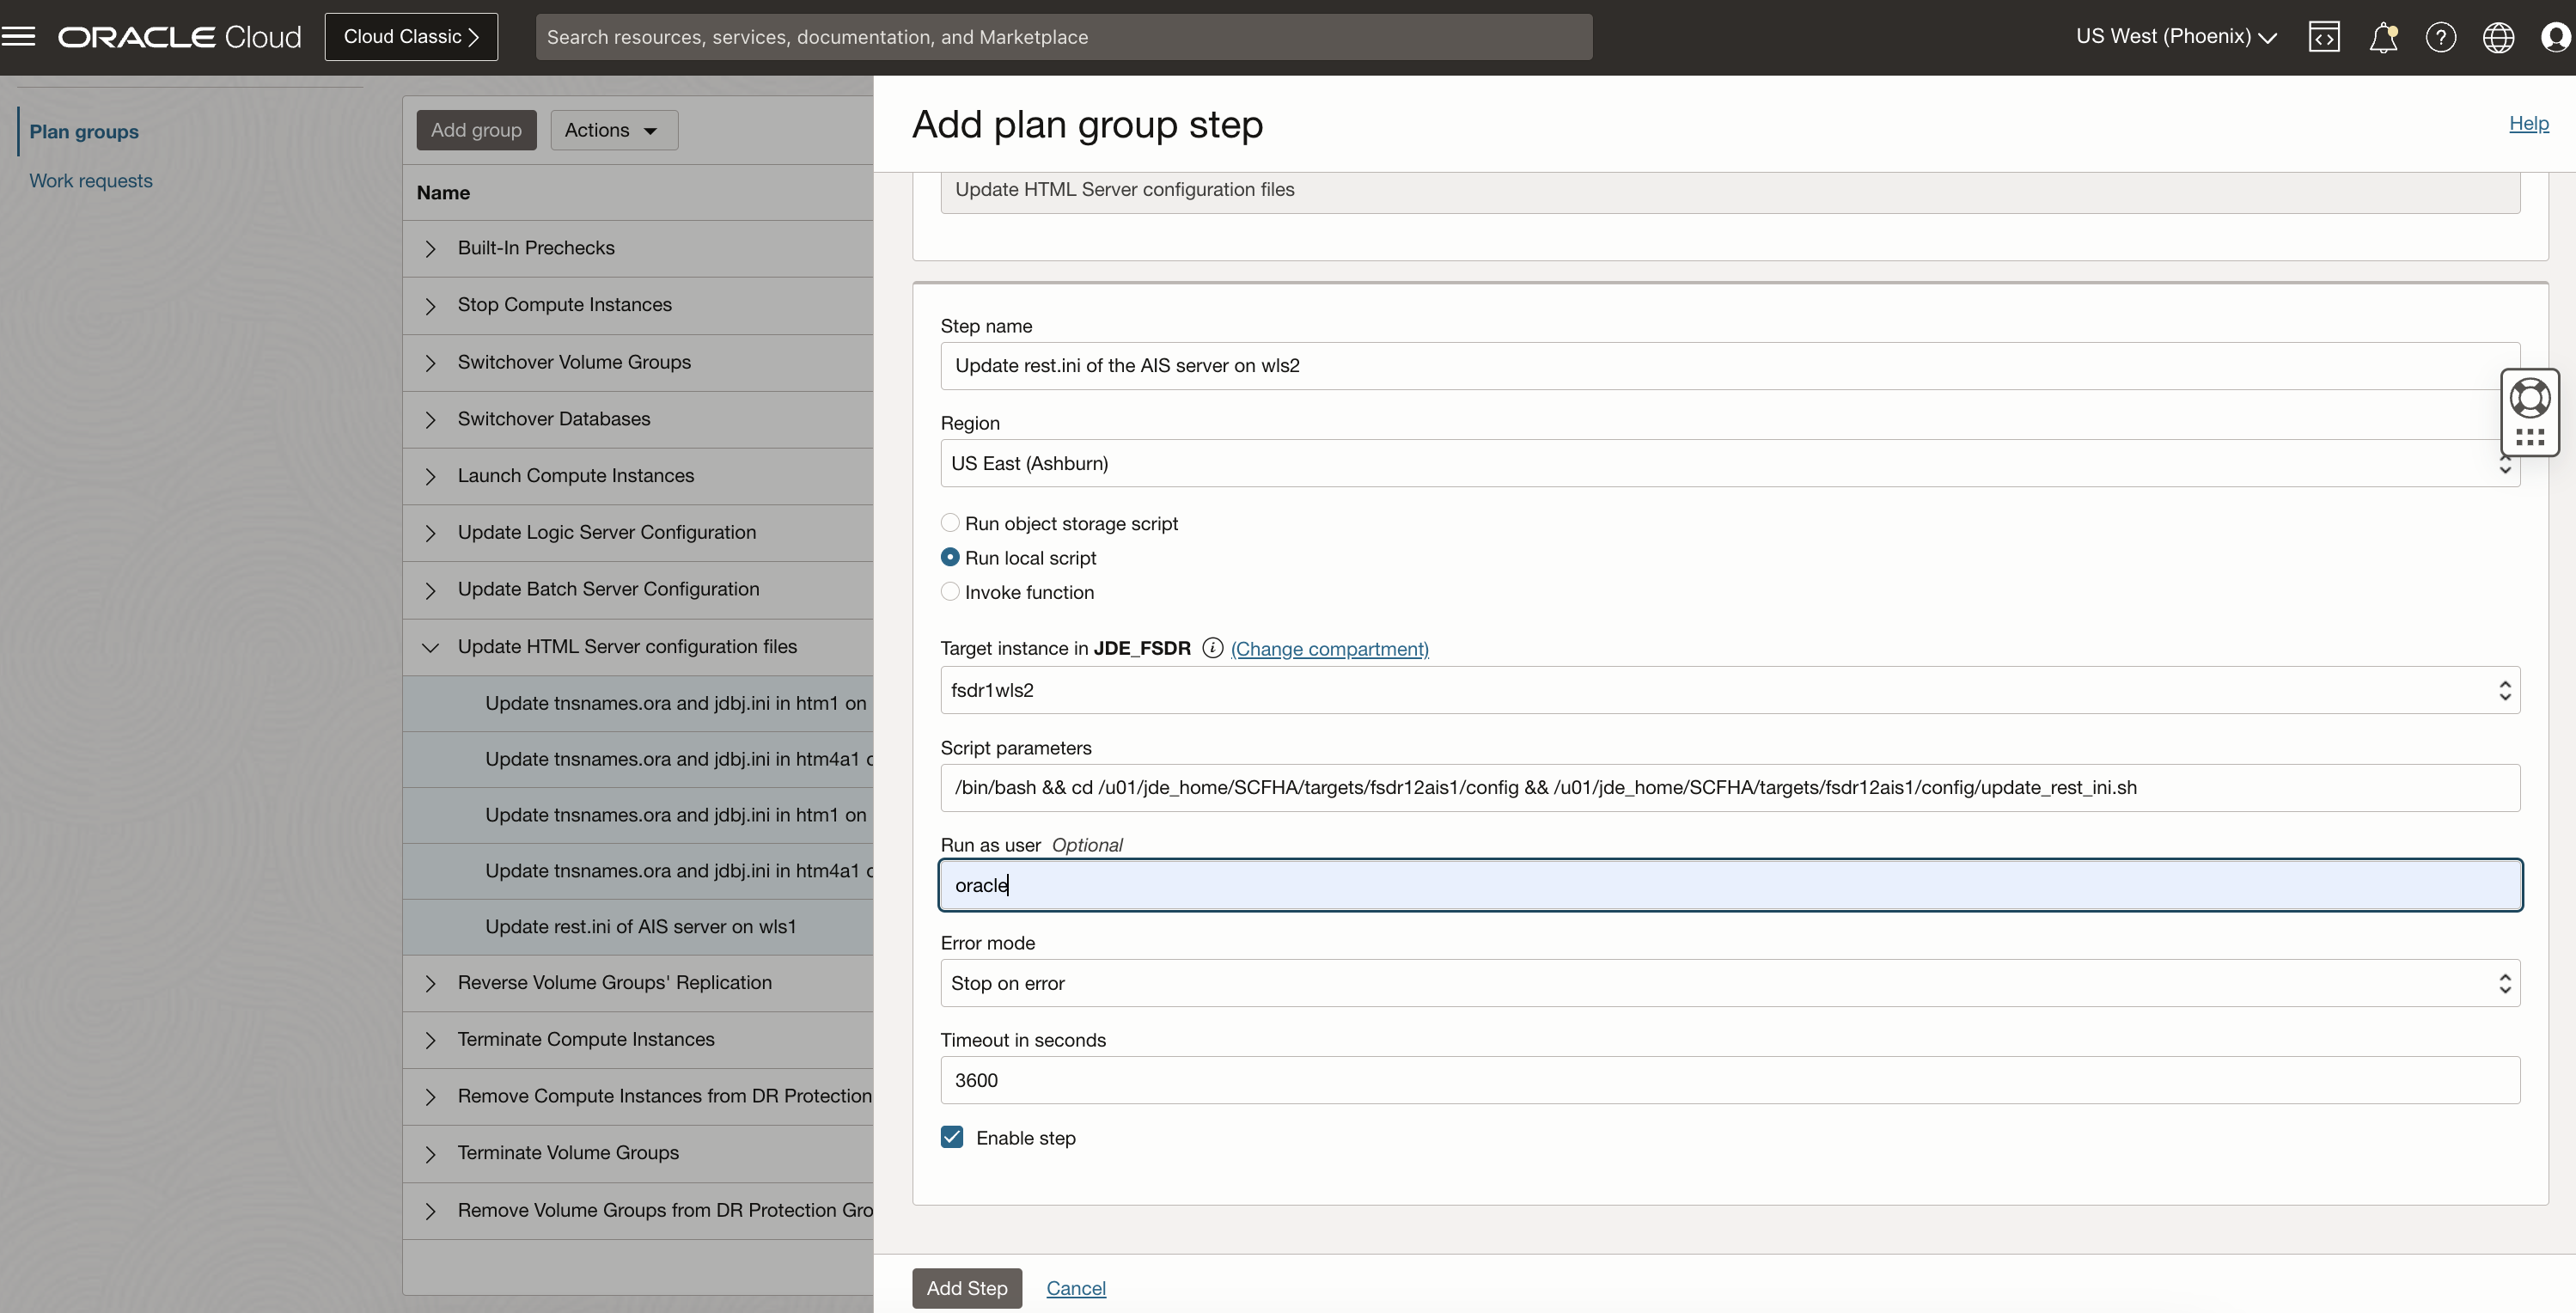 ORACLE Cloud
Cloud Classic
Search resources, services, documentation, and Marketplace
US West (Phoenix)
Plan groups
Work requests
Add group
Actions
Name
Built-In Prechecks
Stop Compute Instances
Switchover Volume Groups
Switchover Databases
Launch Compute Instances
Update Logic Server Configuration
Update Batch Server Configuration
Update HTML Server configuration files
Update tnsnames.ora and jdbj.ini in htm1 on
Update tnsnames.ora and jdbj.ini in htm4a1
Update tnsnames.ora and jdbj.ini in htm1 on
Update tnsnames.ora and jdbj.ini in htm4a1
Update rest.ini of AIS server on wls1
Reverse Volume Groups' Replication
Terminate Compute Instances
Remove Compute Instances from DR Protection
Terminate Volume Groups
Remove Volume Groups from DR Protection Gro
Add plan group step
Help
Update HTML Server configuration files
Step name
Update rest.ini of the AIS server on wls2
Region
US East (Ashburn)
Run object storage script
Run local script
Invoke function
Target instance in JDE_FSDR (Change compartment)
fsdr1wls2
Script parameters
/bin/bash && cd /u01/jde_home/SCFHA/targets/fsdr12ais1/config && /u01/jde_home/SCFHA/targets/fsdr12ais1/config/update_rest_ini.sh
Run as user Optional
oracle
Error mode
Stop on error
Timeout in seconds
3600
Enable step
Add Step
Cancel